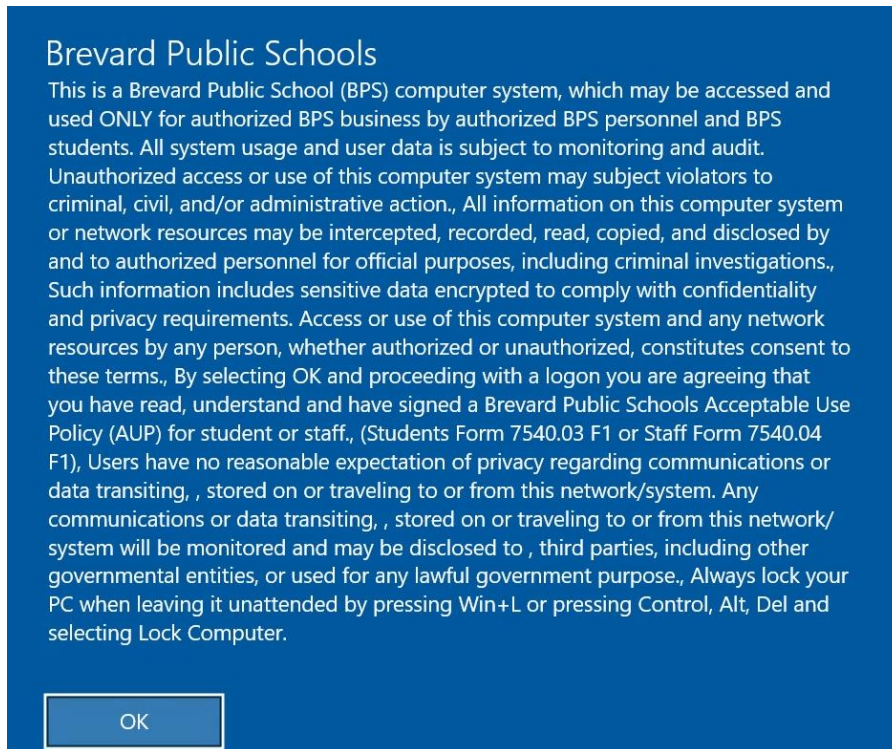 Brevard Public Schools
This is a Brevard Public School (BPS) computer system, which may be accessed and
used ONLY for authorized BPS business by authorized BPS personnel and BPS
students. All system usage and user data is subject to monitoring and audit.
Unauthorized access or use of this computer system may subject violators to
criminal, civil, and/or administrative action., All information on this computer system
or network resources may be intercepted, recorded, read, copied, and disclosed by
and to authorized personnel for official purposes, including criminal investigations.,
Such information includes sensitive data encrypted to comply with confidentiality
and privacy requirements. Access or use of this computer system and any network
resources by any person, whether authorized or unauthorized, constitutes consent to
these terms., By selecting OK and proceeding with a logon you are agreeing that
you have read, understand and have signed a Brevard Public Schools Acceptable Use
Policy (AUP) for student or staff., (Students Form 7540.03 F1 or Staff Form 7540.04
F1), Users have no reasonable expectation of privacy regarding communications or
data transiting, , stored on or traveling to or from this network/system. Any
communications or data transiting, , stored on or traveling to or from this network/
system will be monitored and may be disclosed to , third parties, including other
governmental entities, or used for any lawful government purpose., Always lock your
PC when leaving it unattended by pressing Win+L or pressing Control, Alt, Del and
selecting Lock Computer.
OK